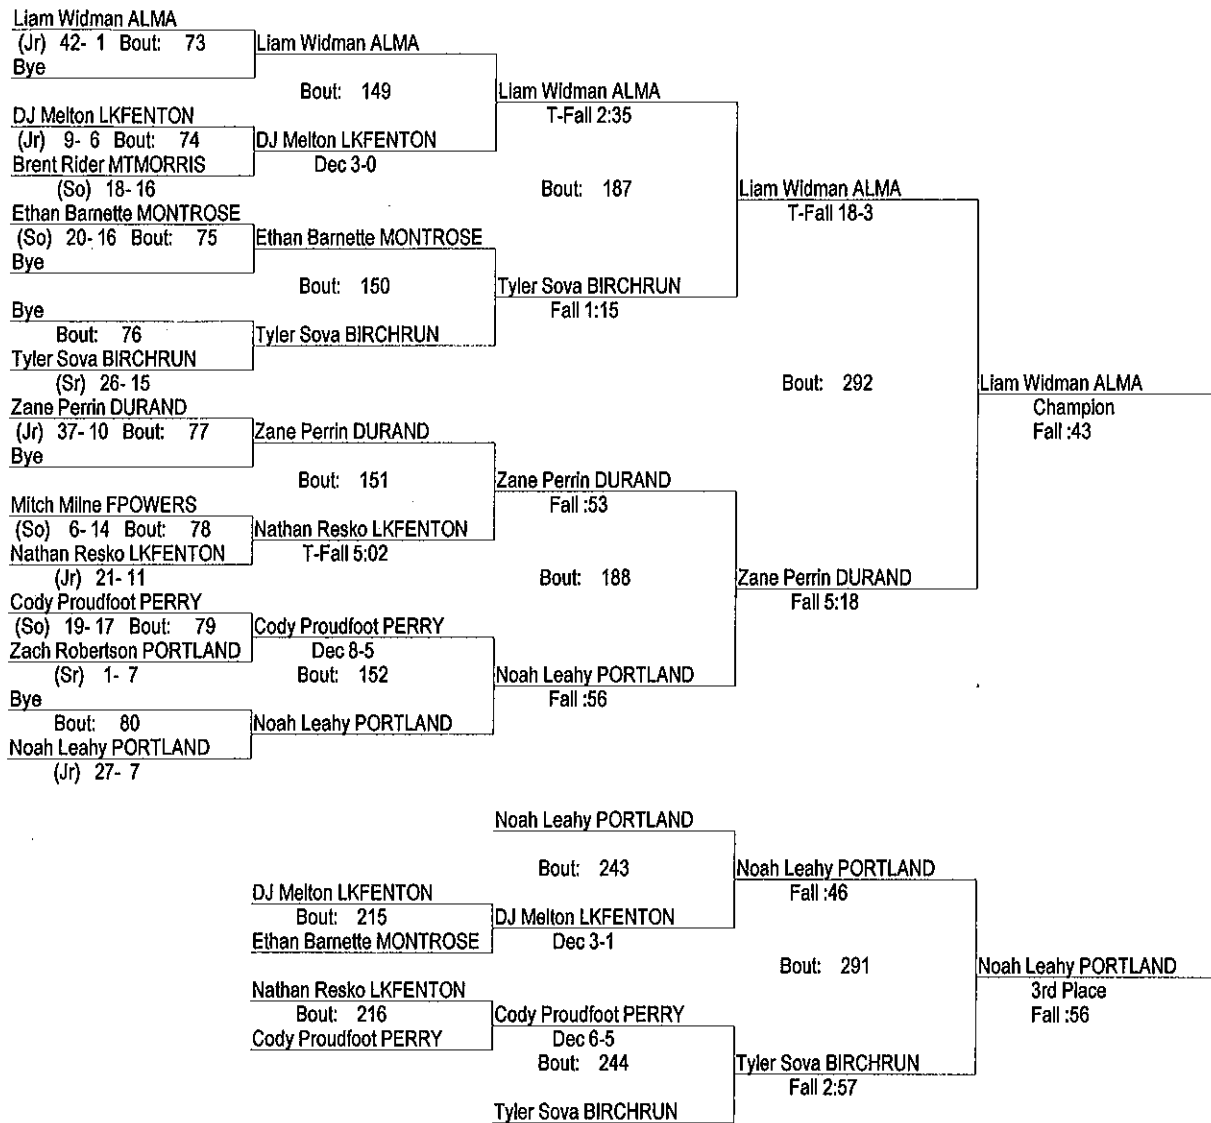 Liam Widman ALMA
(Jr) 42- 1 Bout: 73
Bye
Liam Widman ALMA
Bout: 149
DJ Melton LKFENTON
(Jr) 9- 6 Bout: 74
Brent Rider MTMORRIS
(So) 18- 16
DJ Melton LKFENTON
Dec 3-0
Liam Widman ALMA
T-Fall 2:35
Bout: 187
Ethan Barnette MONTROSE
(So) 20- 16 Bout: 75
Bye
Ethan Barnette MONTROSE
Bout: 150
Bye
Bout: 76
Tyler Sova BIRCHRUN
(Sr) 26- 15
Tyler Sova BIRCHRUN
Tyler Sova BIRCHRUN
Fall 1:15
Liam Widman ALMA
T-Fall 18-3
Bout: 292
Zane Perrin DURAND
(Jr) 37- 10 Bout: 77
Bye
Zane Perrin DURAND
Bout: 151
Mitch Milne FPOWERS
(So) 6- 14 Bout: 78
Nathan Resko LKFENTON
(Jr) 21- 11
Nathan Resko LKFENTON
T-Fall 5:02
Zane Perrin DURAND
Fall :53
Bout: 188
Cody Proudfoot PERRY
(So) 19- 17 Bout: 79
Zach Robertson PORTLAND
(Sr) 1- 7
Cody Proudfoot PERRY
Dec 8-5
Bout: 152
Bye
Bout: 80
Noah Leahy PORTLAND
(Jr) 27- 7
Noah Leahy PORTLAND
Noah Leahy PORTLAND
Fall :56
Zane Perrin DURAND
Fall 5:18
Liam Widman ALMA
Champion
Fall :43
Noah Leahy PORTLAND
Bout: 243
DJ Melton LKFENTON
Bout: 215
Ethan Barnette MONTROSE
DJ Melton LKFENTON
Dec 3-1
Noah Leahy PORTLAND
Fall :46
Bout: 291
Nathan Resko LKFENTON
Bout: 216
Cody Proudfoot PERRY
Cody Proudfoot PERRY
Dec 6-5
Bout: 244
Tyler Sova BIRCHRUN
Tyler Sova BIRCHRUN
Fall 2:57
Noah Leahy PORTLAND
3rd Place
Fall :56